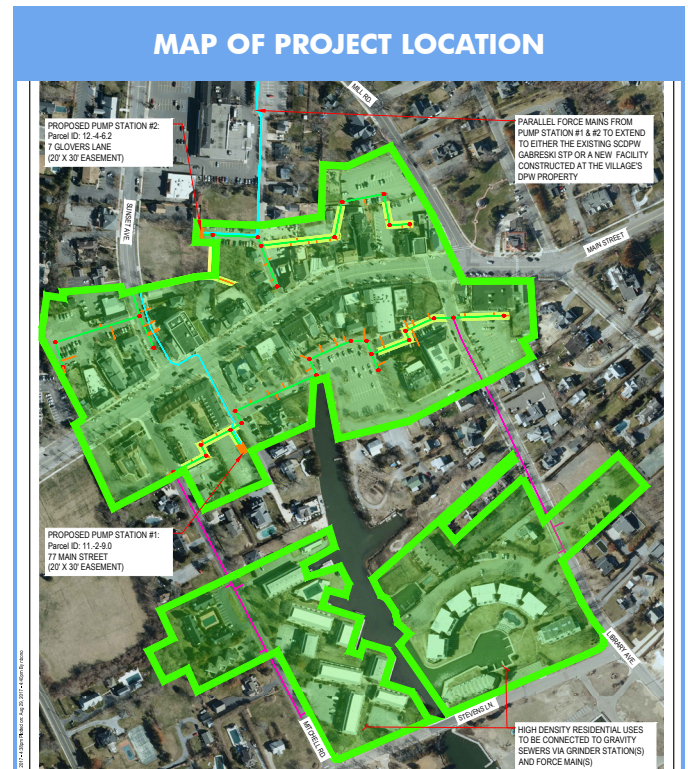 MAP OF PROJECT LOCATION
MILL RD.
PROPOSED PUMP STATION #2:
Parcel ID: 12.-4-6.2
7 GLOVERS LANE
(20' X 30' EASEMENT)
PARALLEL FORCE MAINS FROM
PUMP STATION #1 & #2 TO EXTEND
TO EITHER THE EXISTING SCDPW
GABRESKI STP OR A NEW FACILITY
CONSTRUCTED AT THE VILLAGE'S
DPW PROPERTY
SUNSET AVE.
MAIN STREET
PROPOSED PUMP STATION #1:
Parcel ID: 11.-2-9.0
77 MAIN STREET
(20' X 30' EASEMENT)
LIBRARY AVE.
STEVENS LN.
MITCHELL RD.
HIGH DENSITY RESIDENTIAL USES
TO BE CONNECTED TO GRAVITY
SEWERS VIA GRINDER STATION(S)
AND FORCE MAIN(S)